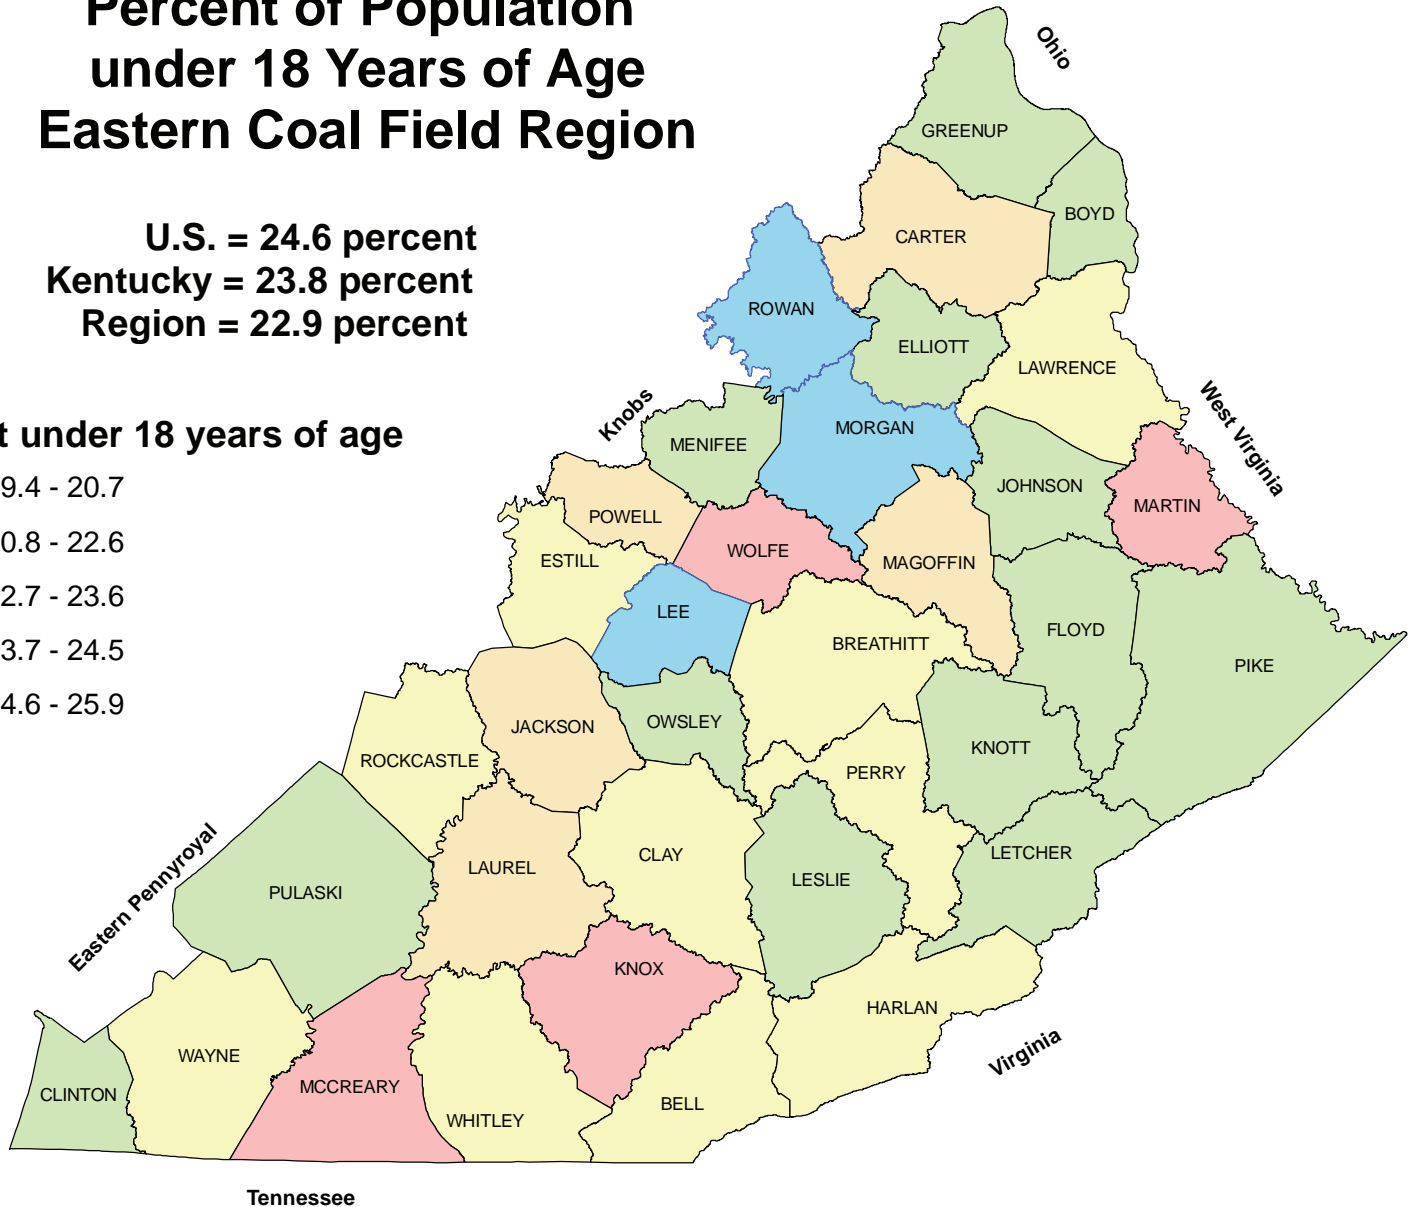 Percent of Population
under 18 Years of Age
Eastern Coal Field Region
U.S. = 24.6 percent
Kentucky = 23.8 percent
Region = 22.9 percent
t under 18 years of age
9.4 - 20.7
0.8 - 22.6
2.7 - 23.6
3.7 - 24.5
4.6 - 25.9
Ohio
GREENUP
BOYD
CARTER
ROWAN
ELLIOTT
LAWRENCE
West Virginia
Knobs
MENIFEE
MORGAN
JOHNSON
MARTIN
POWELL
WOLFE
ESTILL
MAGOFFIN
LEE
BREATHITT
FLOYD
PIKE
JACKSON
OWSLEY
ROCKCASTLE
KNOTT
PERRY
Eastern Pennyroyal
PULASKI
LAUREL
CLAY
LESLIE
LETCHER
KNOX
HARLAN
Virginia
WAYNE
MCCREARY
CLINTON
WHITLEY
BELL
Tennessee